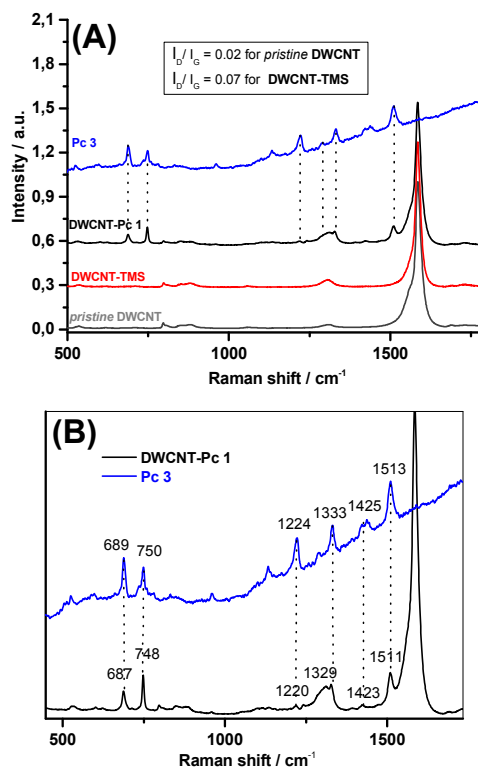 (A)
I_D/ I_G = 0.02 for pristine DWCNT
I_D/ I_G = 0.07 for DWCNT-TMS
2,1
1,8
1,5
1,2
0,9
0,6
0,3
0,0
Intensity / a.u.
Pc 3
DWCNT-Pc 1
DWCNT-TMS
pristine DWCNT
500
1000
1500
Raman shift / cm⁻¹
(B)
DWCNT-Pc 1
Pc 3
689
750
1224
1333
1425
1513
687
748
1220
1329
1423
1511
500
1000
1500
Raman shift / cm⁻¹